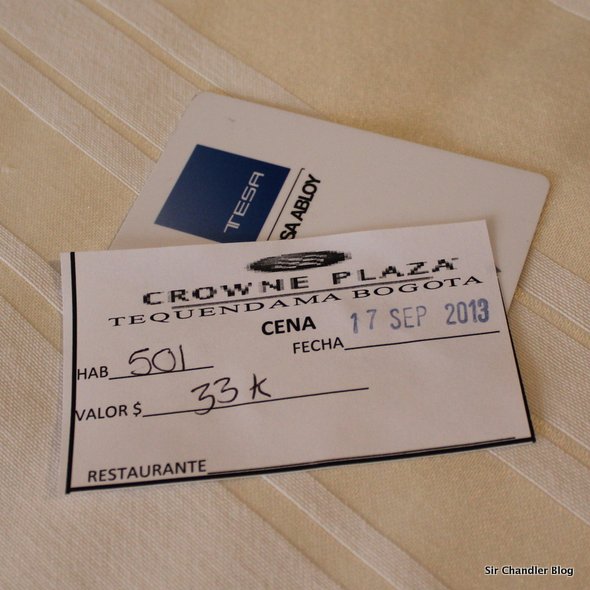 TESA
SA ABLOY
CROWNE PLAZA
TEQUENDAMA BOGOTA
CENA 17 SEP 2013
FECHA
HAB 501
VALOR $ 33 k
RESTAURANTE
Sir Chandler Blog